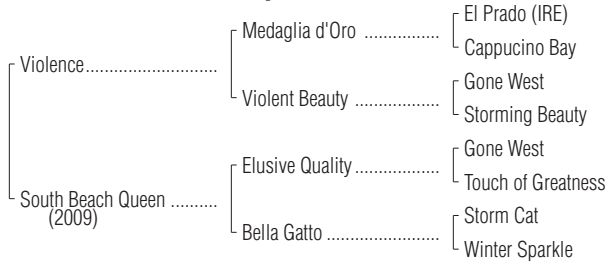 El Prado (IRE)
Medaglia d'Oro ................
Cappucino Bay
Violence............................
Gone West
Violent Beauty ..................
Storming Beauty
Gone West
Elusive Quality..................
Touch of Greatness
South Beach Queen ..........
(2009)
Storm Cat
Bella Gatto ........................
Winter Sparkle